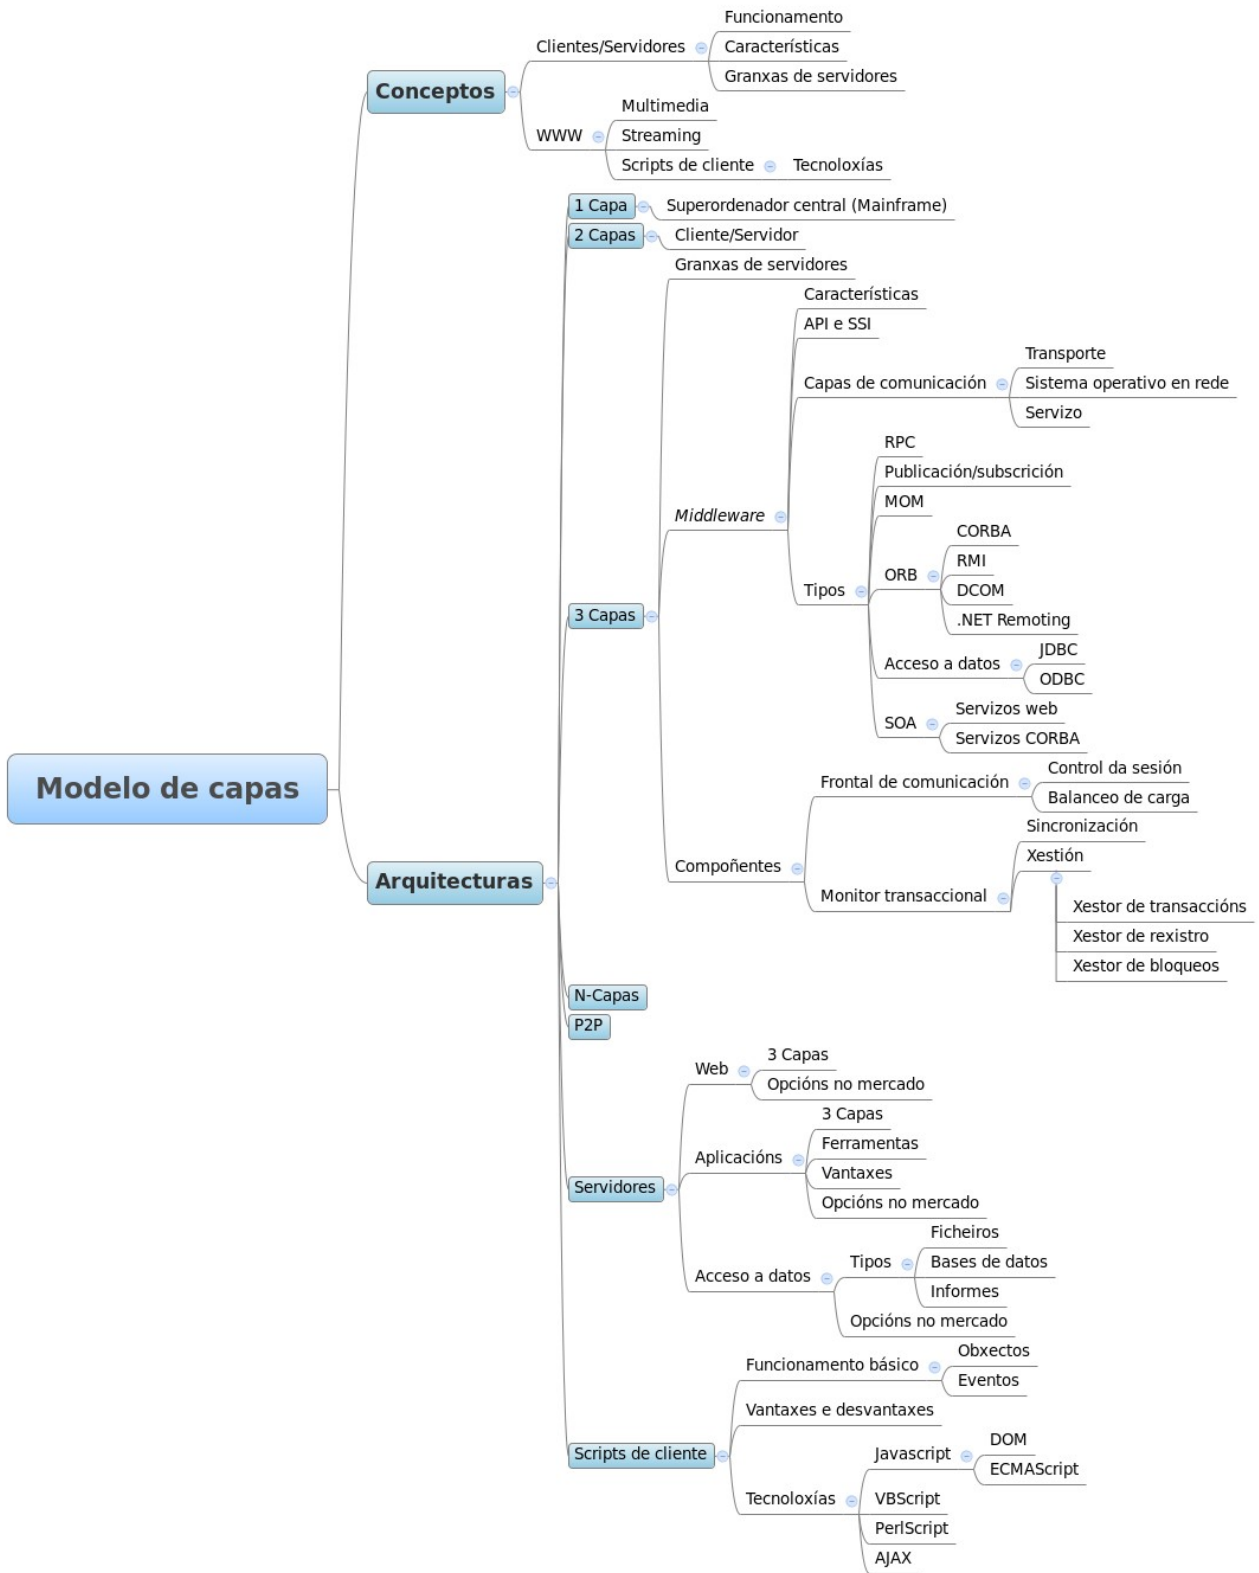 Funcionamento
Clientes/Servidores
Características
Granxas de servidores
Conceptos
Multimedia
WWW
Streaming
Scripts de cliente
Tecnoloxías
1 Capa
Superordenador central (Mainframe)
2 Capas
Cliente/Servidor
Granxas de servidores
Características
API e SSI
Transporte
Capas de comunicación
Sistema operativo en rede
Servizo
RPC
Publicación/subscrición
MOM
Middleware
CORBA
RMI
ORB
DCOM
Tipos
.NET Remoting
3 Capas
JDBC
Acceso a datos
ODBC
Servizos web
SOA
Servizos CORBA
Control da sesión
Frontal de comunicación
Balanceo de carga
Modelo de capas
Sincronización
Xestión
Compoñentes
Arquitecturas
Monitor transaccional
Xestor de transaccións
Xestor de rexistro
Xestor de bloqueos
N-Capas
P2P
3 Capas
Web
Opcións no mercado
3 Capas
Ferramentas
Aplicacións
Vantaxes
Servidores
Opcións no mercado
Ficheiros
Tipos
Bases de datos
Acceso a datos
Informes
Opcións no mercado
Obxectos
Funcionamento básico
Eventos
Vantaxes e desvantaxes
DOM
Scripts de cliente
Javascript
ECMAScript
Tecnoloxías
VBScript
PerlScript
AJAX